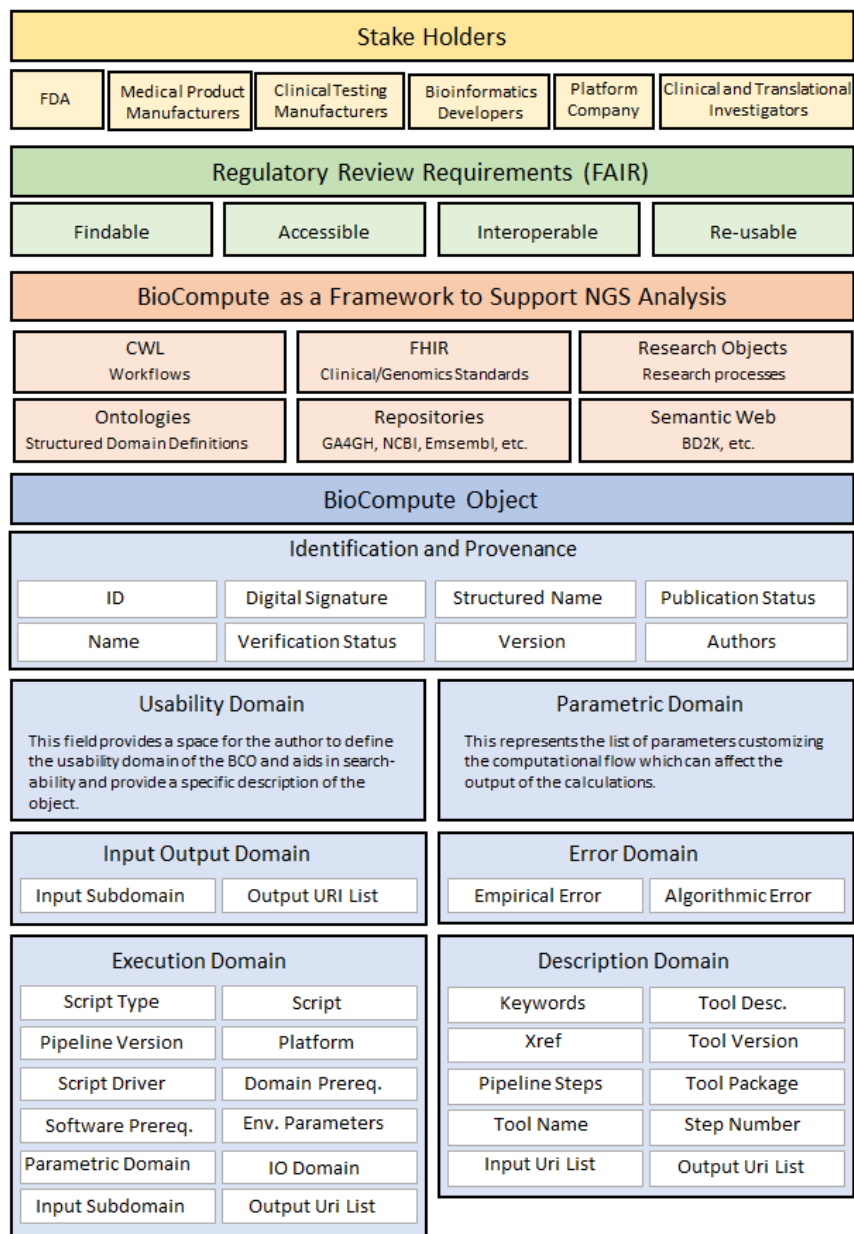 Stake Holders
FDA
Medical Product
Manufacturers
Clinical Testing
Manufacturers
Bioinformatics
Developers
Platform
Company
Clinical and Translational
Investigators
Regulatory Review Requirements (FAIR)
Findable
Accessible
Interoperable
Re-usable
BioCompute as a Framework to Support NGS Analysis
CWL
Workflows
FHIR
Clinical/Genomics Standards
Research Objects
Research processes
Ontologies
Structured Domain Definitions
Repositories
GA4GH, NCBI, Emsembl, etc.
Semantic Web
BD2K, etc.
BioCompute Object
Identification and Provenance
ID
Digital Signature
Structured Name
Publication Status
Name
Verification Status
Version
Authors
Usability Domain
This field provides a space for the author to define
the usability domain of the BCO and aids in search-
ability and provide a specific description of the
object.
Parametric Domain
This represents the list of parameters customizing
the computational flow which can affect the
output of the calculations.
Input Output Domain
Input Subdomain
Output URI List
Error Domain
Empirical Error
Algorithmic Error
Execution Domain
Script Type
Script
Pipeline Version
Platform
Script Driver
Domain Prereq.
Software Prereq.
Env. Parameters
Parametric Domain
IO Domain
Input Subdomain
Output Uri List
Description Domain
Keywords
Tool Desc.
Xref
Tool Version
Pipeline Steps
Tool Package
Tool Name
Step Number
Input Uri List
Output Uri List